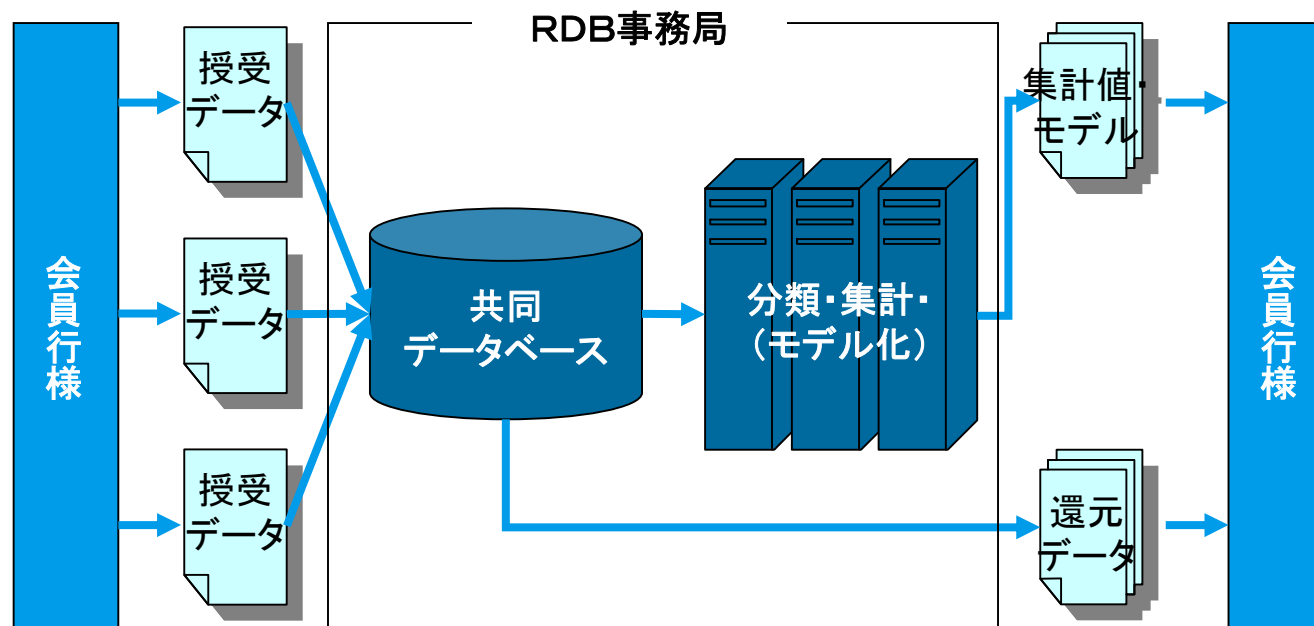 RDB事務局
会員行様
授受
データ
授受
データ
授受
データ
共同
データベース
分類・集計・
（モデル化）
集計値・
モデル
還元
データ
会員行様